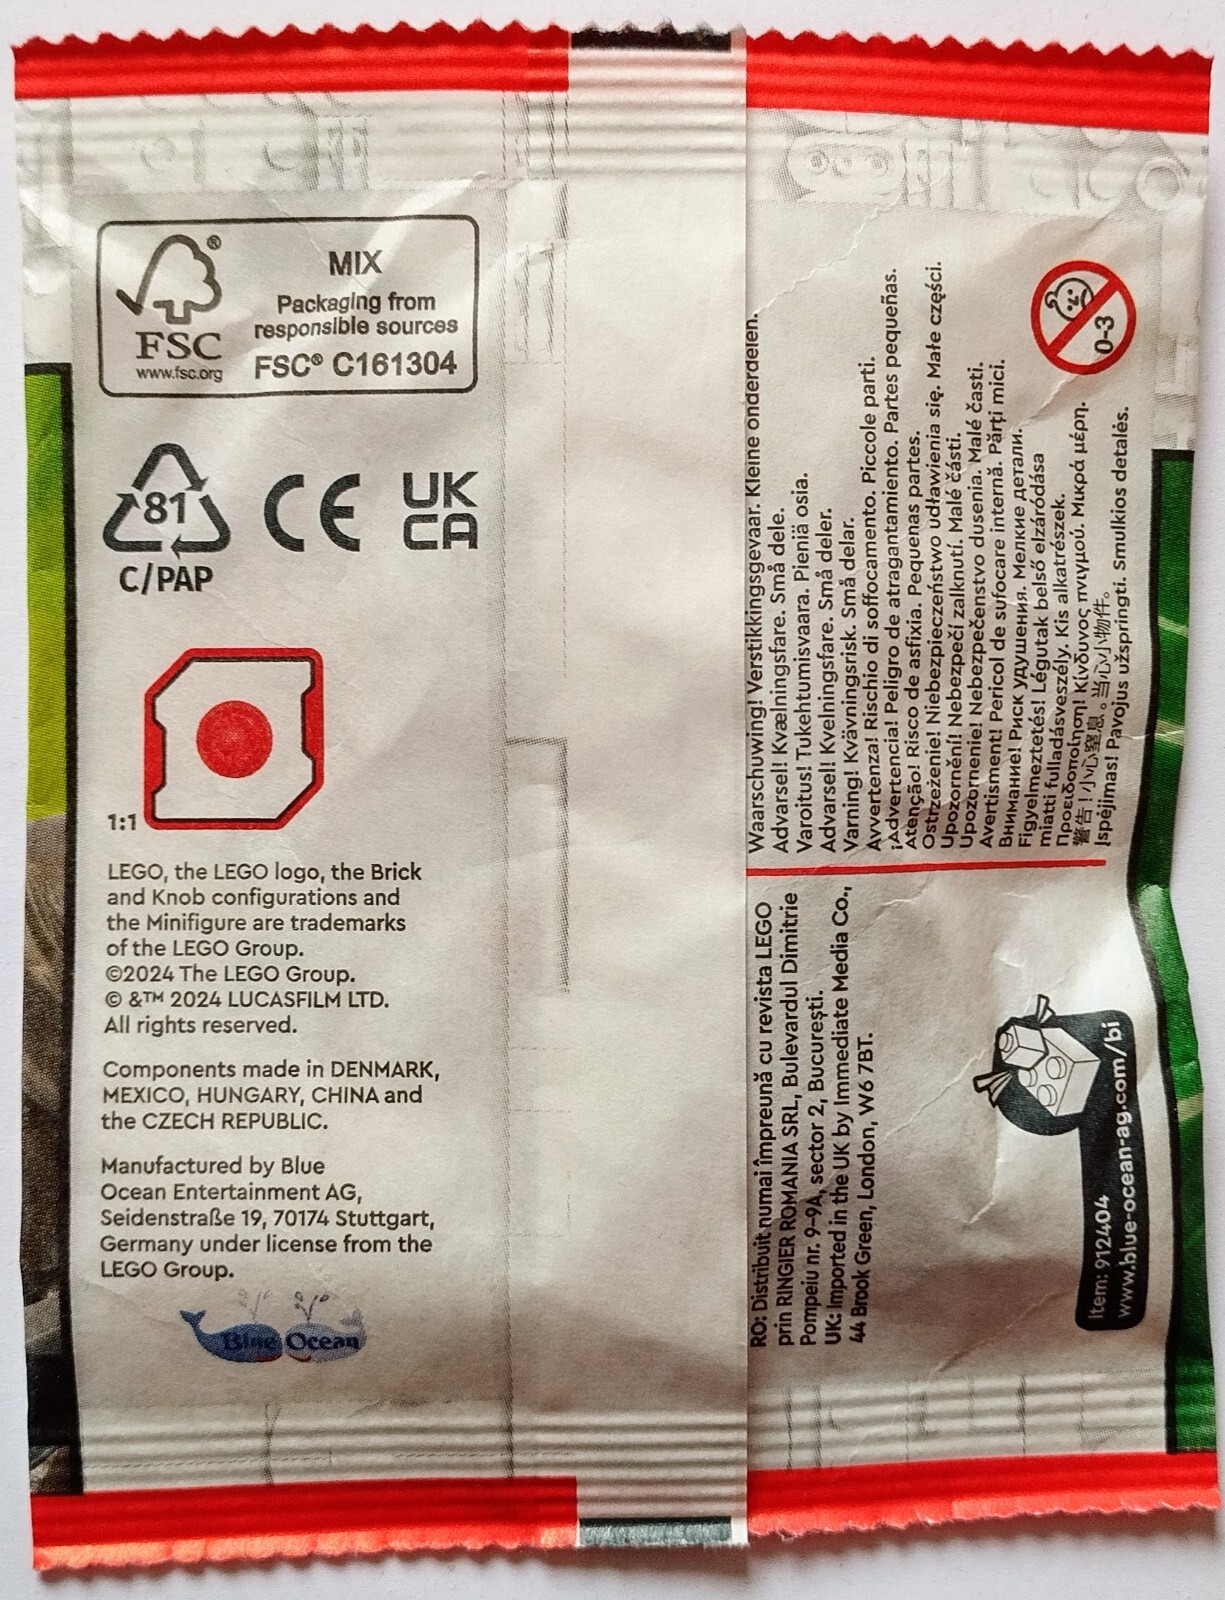 MIX
Packaging from
responsible sources
FSC® C161304
®
FSC
www.fsc.org
81
C/PAP
CE
UK
CA
1:1
LEGO, the LEGO logo, the Brick
and Knob configurations and
the Minifigure are trademarks
of the LEGO Group.
©2024 The LEGO Group.
© &™ 2024 LUCASFILM LTD.
All rights reserved.
Components made in DENMARK,
MEXICO, HUNGARY, CHINA and
the CZECH REPUBLIC.
Manufactured by Blue
Ocean Entertainment AG,
Seidenstraße 19, 70174 Stuttgart,
Germany under license from the
LEGO Group.
Blue Ocean
Waarschuwing! Verstikkingsgevaar. Kleine onderdelen.
Advarsel! Kvælningsfare. Små dele.
Varoitus! Tukehtumisvaara. Pieniä osia.
Advarsel! Kvelningsfare. Små deler.
Varning! Kvävningsrisk. Små delar.
Avvertenza! Rischio di soffocamento. Piccole parti.
¡Advertencia! Peligro de atragantamiento. Partes pequeñas.
Atenção! Risco de asfixia. Pequenas partes.
Ostrzeżenie! Niebezpieczeństwo udławienia się. Małe części.
Upozornění! Nebezpečí zalknutí. Malé části.
Upozornenie! Nebezpečenstvo dusenia. Malé časti.
Avertisment! Pericol de sufocare internă. Părți mici.
Внимание! Риск удушения. Мелкие детали.
Figyelmeztetés! Légutak belső elzáródása
miatti fulladásveszély. Kis alkatrészek.
Προειδοποίηση! Κίνδυνος πνιγμού. Μικρά μέρη.
警告！小心窒息。当心小物件。
Įspėjimas! Pavojus užspringti. Smulkios detalės.
0-3
RO: Distribuit numai împreună cu revista LEGO
prin RINGIER ROMANIA SRL, Bulevardul Dimitrie
Pompeiu nr. 9-9A, sector 2, București.
UK: Imported in the UK by Immediate Media Co.,
44 Brook Green, London, W6 7BT.
Item: 912404
www.blue-ocean-ag.com/bi